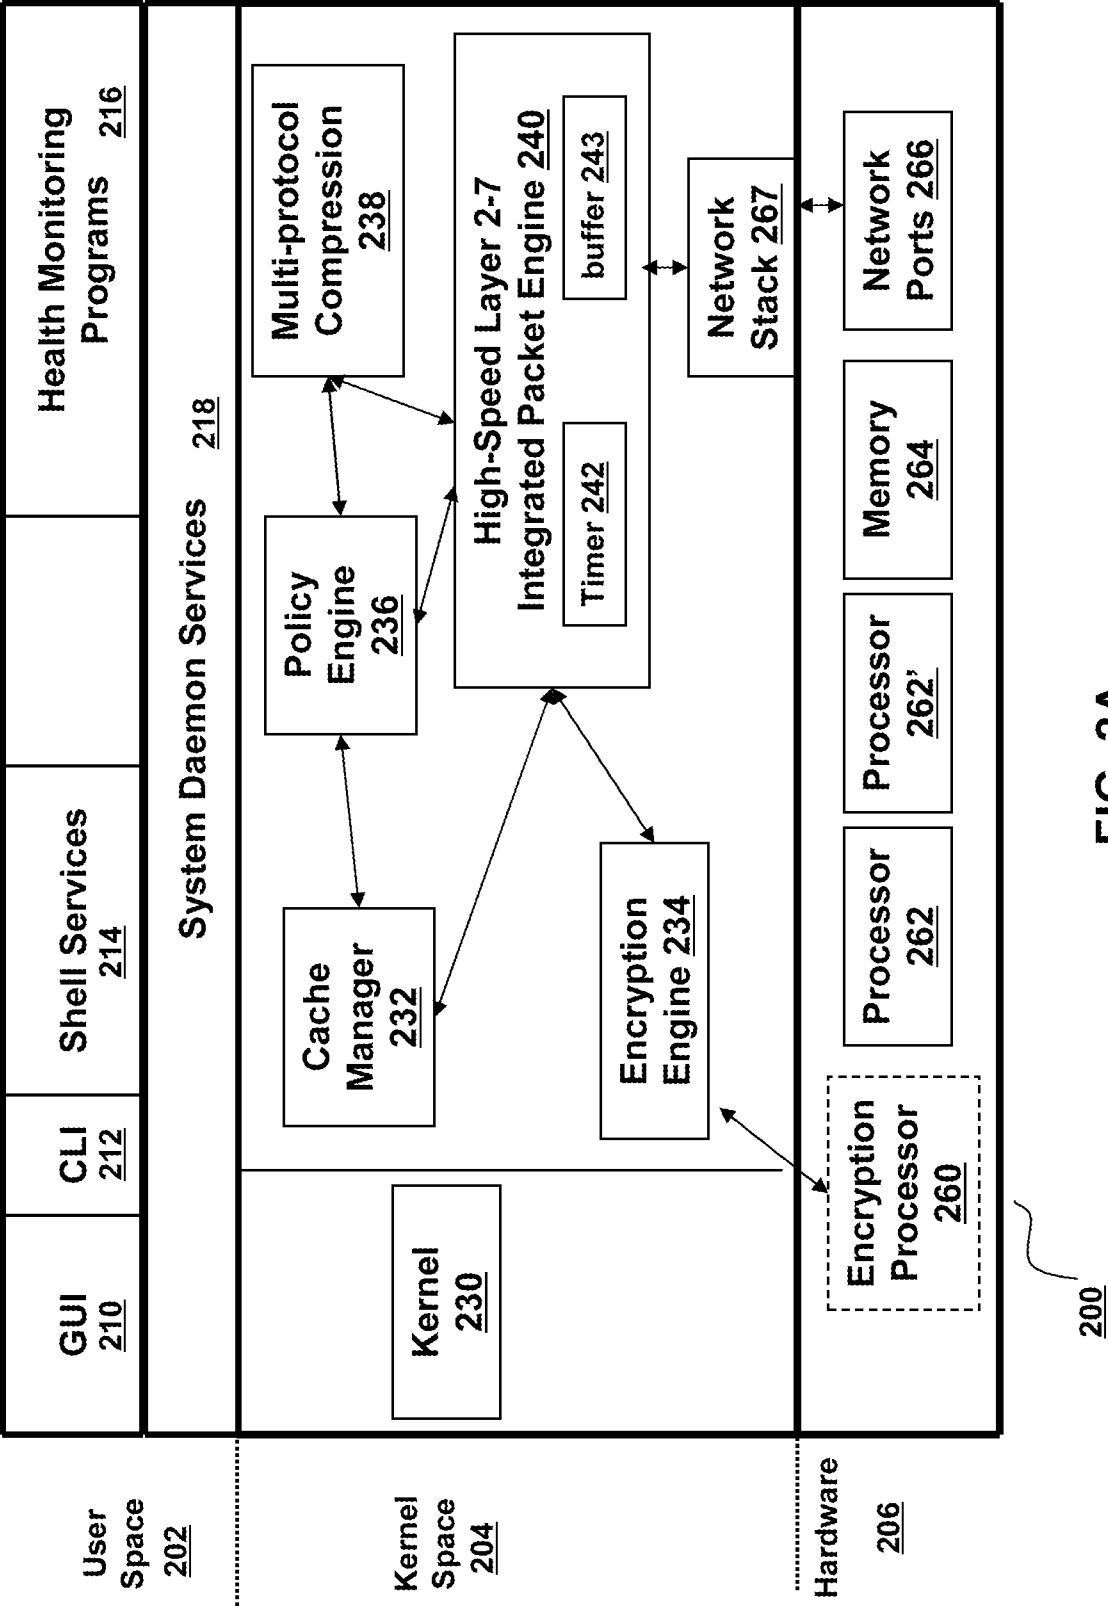 User
Space
202
GUI
210
CLI
212
Shell Services
214
Health Monitoring
Programs
216
System Daemon Services
218
Kernel
Space
204
Kernel
230
Cache
Manager
232
Policy
Engine
236
Multi-protocol
Compression
238
High-Speed Layer 2-7
Integrated Packet Engine 240
Timer 242
buffer 243
Encryption
Engine 234
Network
Stack 267
Hardware
206
Encryption
Processor
260
Processor
262
Processor
262'
Memory
264
Network
Ports 266
200